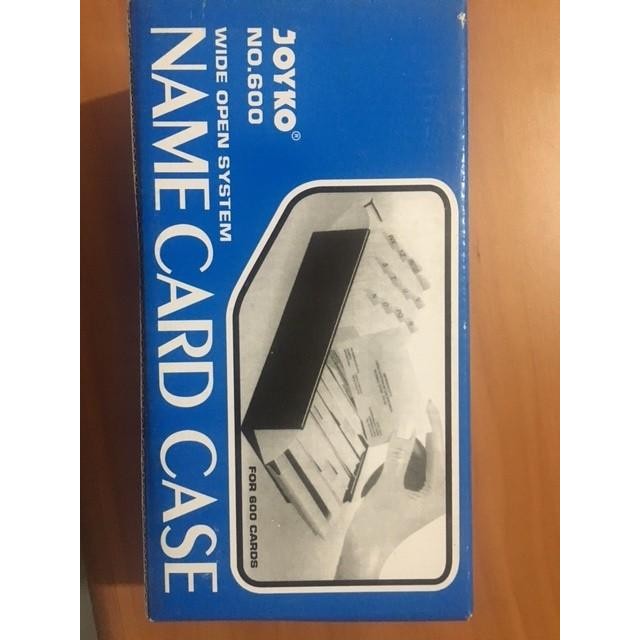 JOYKO®
NO.600
WIDE OPEN SYSTEM
NAME CARD CASE
FOR 600 CARDS